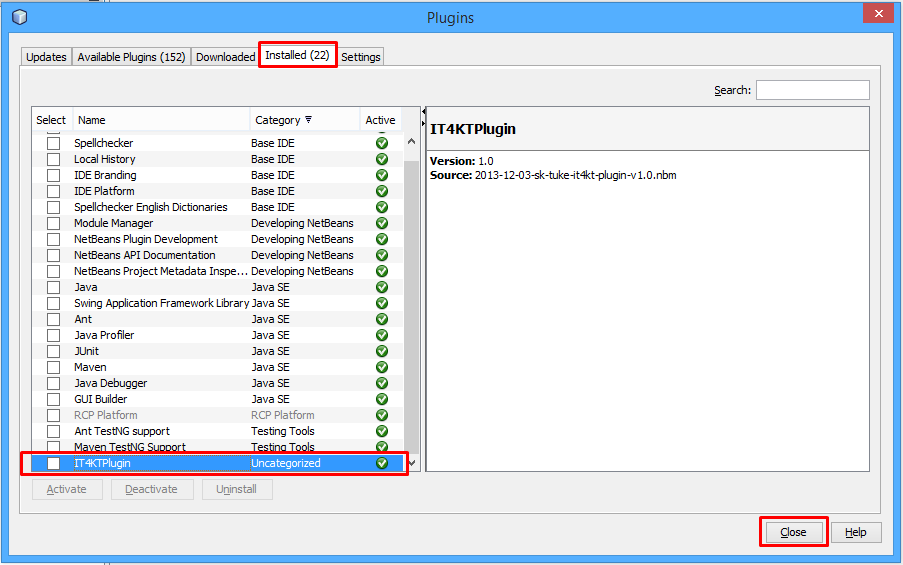 Plugins
Updates Available Plugins (152) Downloaded Installed (22) Settings
Search:
Select Name Category Active
Spellchecker Base IDE
Local History Base IDE
IDE Branding Base IDE
IDE Platform Base IDE
Spellchecker English Dictionaries Base IDE
Module Manager Developing NetBeans
NetBeans Plugin Development Developing NetBeans
NetBeans API Documentation Developing NetBeans
NetBeans Project Metadata Inspe... Developing NetBeans
Java Java SE
Swing Application Framework Library Java SE
Ant Java SE
Java Profiler Java SE
JUnit Java SE
Maven Java SE
Java Debugger Java SE
GUI Builder Java SE
RCP Platform RCP Platform
Ant TestNG support Testing Tools
Maven TestNG Support Testing Tools
IT4KTPlugin Uncategorized
IT4KTPlugin
Version: 1.0
Source: 2013-12-03-sk-tuke-it4kt-plugin-v1.0.nbm
Activate Deactivate Uninstall
Close Help